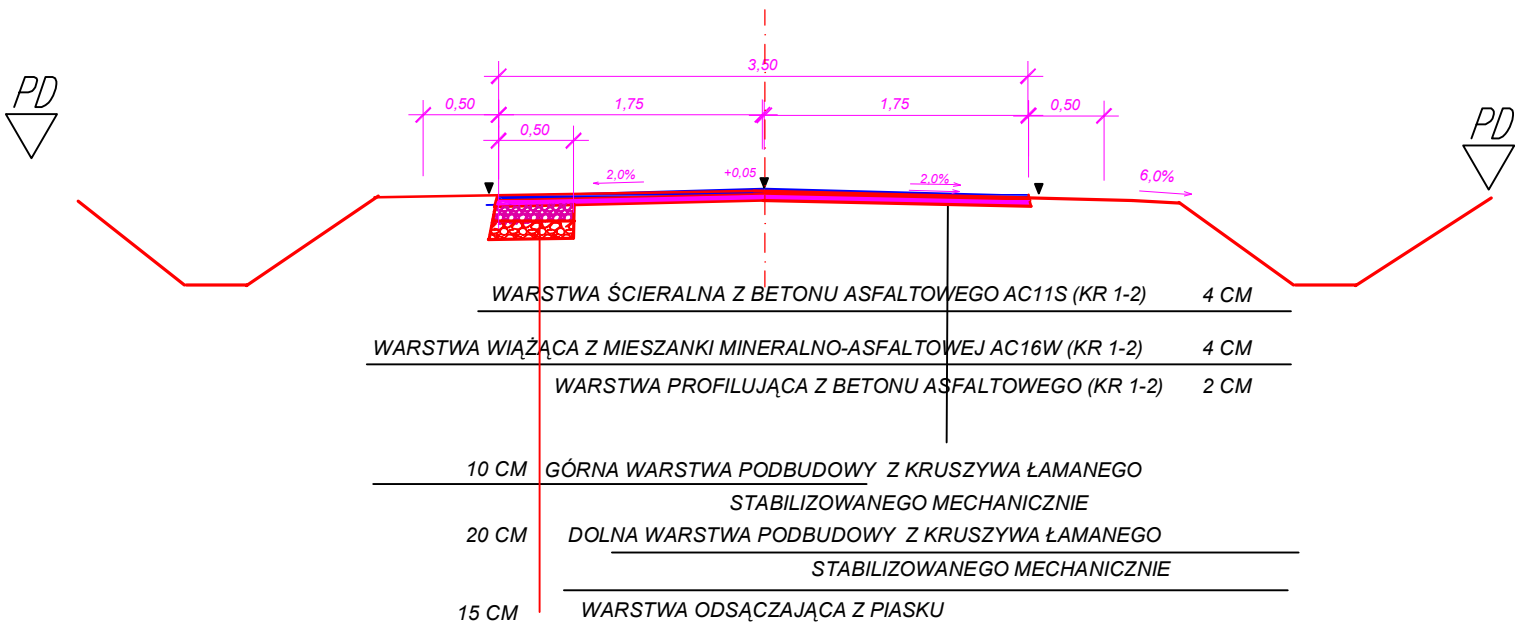 3,50
PD
0,50 1,75 1,75 0,50
PD
0,50
2,0% +0,05 2,0% 6,0%
WARSTWA ŚCIERALNA Z BETONU ASFALTOWEGO AC11S (KR 1-2) 4 CM
WARSTWA WIĄŻĄCA Z MIESZANKI MINERALNO-ASFALTOWEJ AC16W (KR 1-2) 4 CM
WARSTWA PROFILUJĄCA Z BETONU ASFALTOWEGO (KR 1-2) 2 CM
10 CM GÓRNA WARSTWA PODBUDOWY Z KRUSZYWA ŁAMANEGO
STABILIZOWANEGO MECHANICZNIE
20 CM DOLNA WARSTWA PODBUDOWY Z KRUSZYWA ŁAMANEGO
STABILIZOWANEGO MECHANICZNIE
15 CM WARSTWA ODSĄCZAJĄCA Z PIASKU